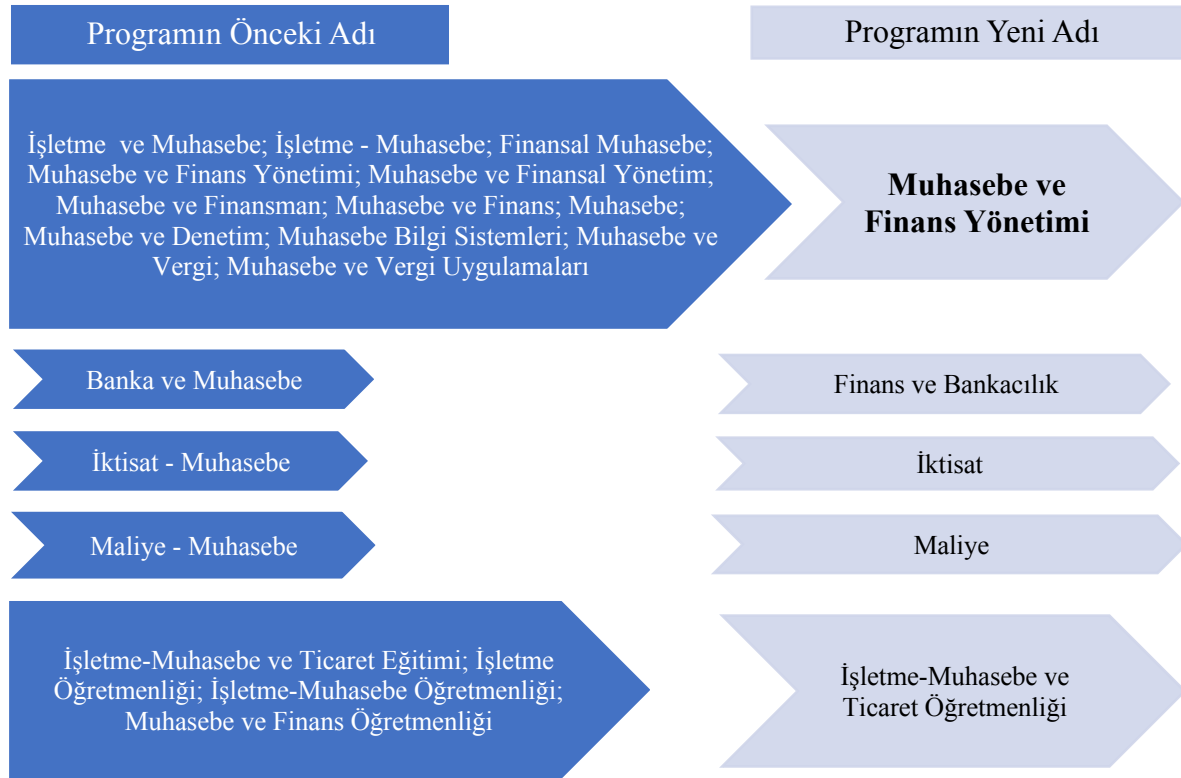 Programın Önceki Adı
Programın Yeni Adı
İşletme ve Muhasebe; İşletme - Muhasebe; Finansal Muhasebe;
Muhasebe ve Finans Yönetimi; Muhasebe ve Finansal Yönetim;
Muhasebe ve Finansman; Muhasebe ve Finans; Muhasebe;
Muhasebe ve Denetim; Muhasebe Bilgi Sistemleri; Muhasebe ve
Vergi; Muhasebe ve Vergi Uygulamaları
Muhasebe ve
Finans Yönetimi
Banka ve Muhasebe
Finans ve Bankacılık
İktisat - Muhasebe
İktisat
Maliye - Muhasebe
Maliye
İşletme-Muhasebe ve Ticaret Eğitimi; İşletme
Öğretmenliği; İşletme-Muhasebe Öğretmenliği;
Muhasebe ve Finans Öğretmenliği
İşletme-Muhasebe ve
Ticaret Öğretmenliği